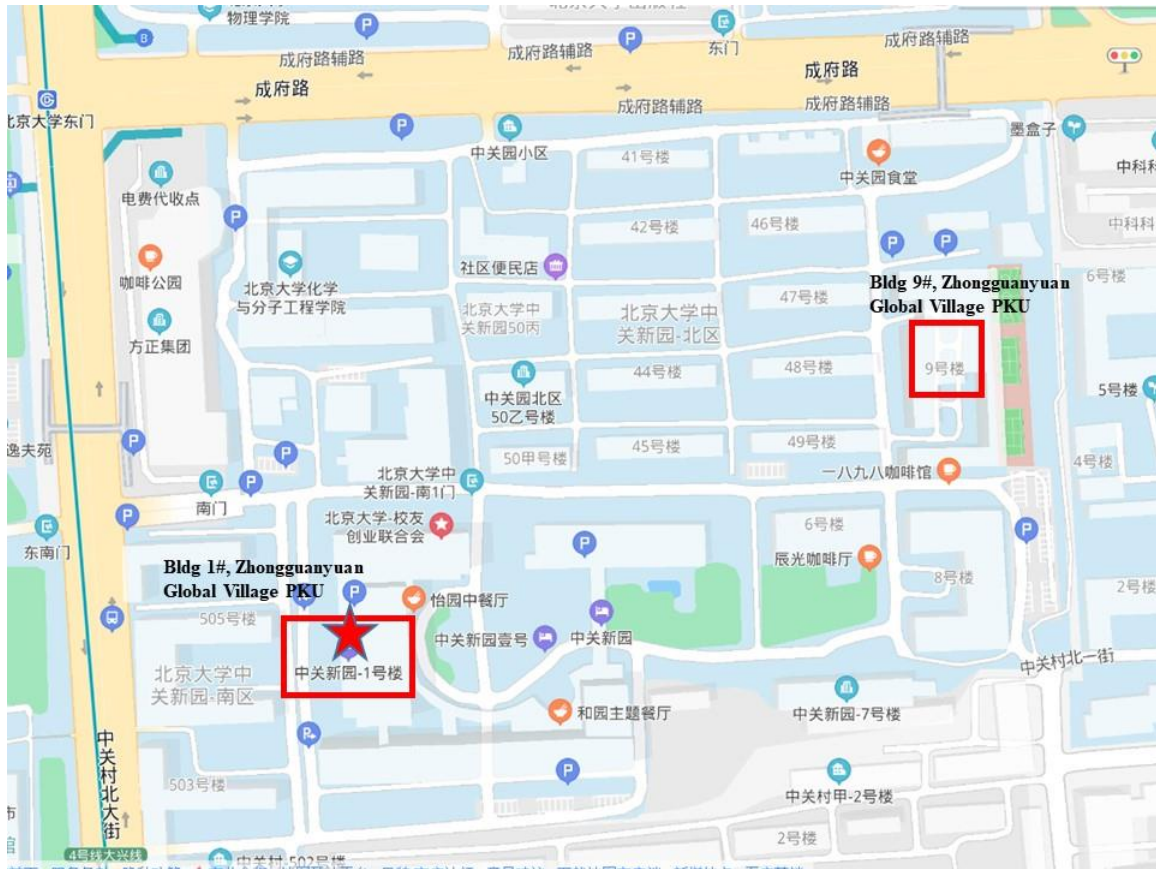 物理学院
东门
成府路辅路
成府路辅路
成府路辅路
成府路
成府路
成府路辅路
成府路辅路
北京大学东门
墨盒子
中关园小区
41号楼
中关园食堂
电费代收点
42号楼
46号楼
社区便民店
咖啡公园
北京大学化学
与分子工程学院
6号楼
Bldg 9#, Zhongguanyuan
Global Village PKU
47号楼
北京大学中
关新园50丙
北京大学中
关新园-北区
方正集团
44号楼
48号楼
9号楼
5号楼
中关园北区
50乙号楼
逸夫苑
45号楼
49号楼
50甲号楼
4号楼
北京大学中
关新园-南1门
一八九八咖啡馆
南门
北京大学-校友
创业联合会
6号楼
东南门
辰光咖啡厅
Bldg 1#, Zhongguanyuan
Global Village PKU
8号楼
2号楼
怡园中餐厅
505号楼
中关新园壹号
中关新园
中关新园-1号楼
北京大学中
关新园-南区
中关村北一街
和园主题餐厅
中关新园-7号楼
中关村北大街
503号楼
中关村甲-2号楼
2号楼
4号线大兴线
中关村-502号楼